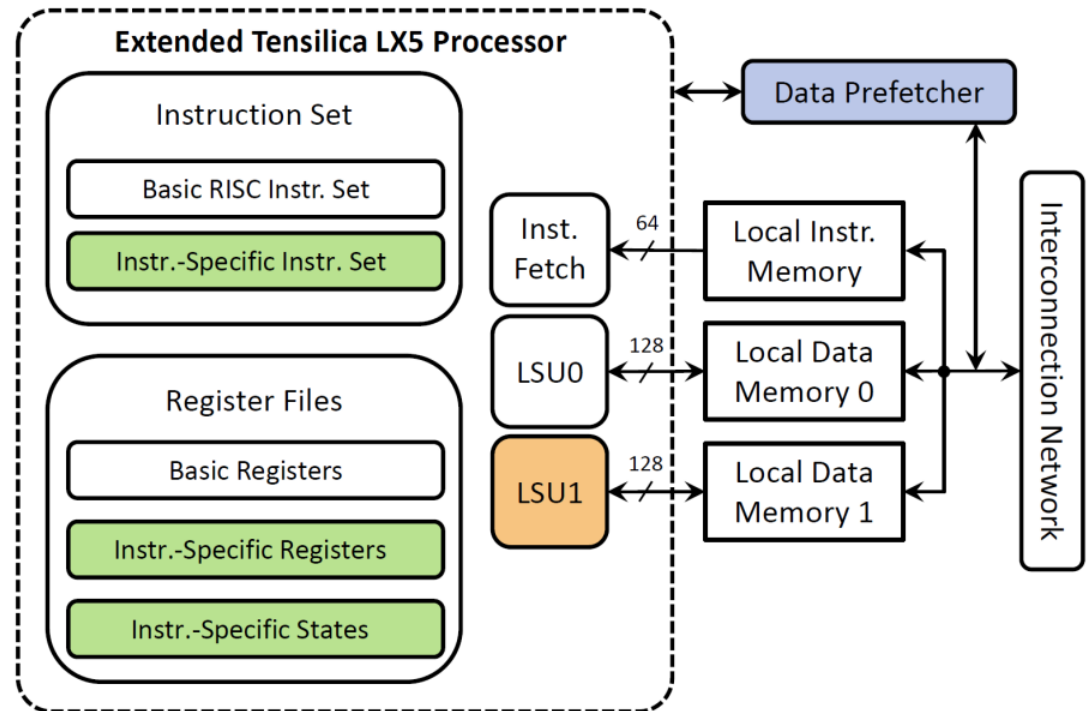 Extended Tensilica LX5 Processor
Instruction Set
Basic RISC Instr. Set
Instr.-Specific Instr. Set
Register Files
Basic Registers
Instr.-Specific Registers
Instr.-Specific States
Inst.
Fetch
LSU0
LSU1
64
128
128
Data Prefetcher
Local Instr.
Memory
Local Data
Memory 0
Local Data
Memory 1
Interconnection Network